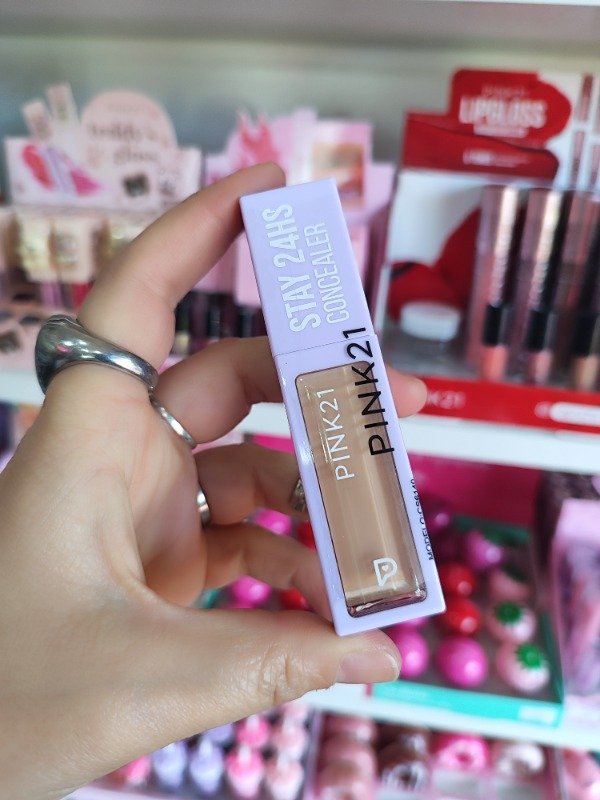 STAY 24HS
CONCEALER
PINK21
PINK21
LIPGLOSS